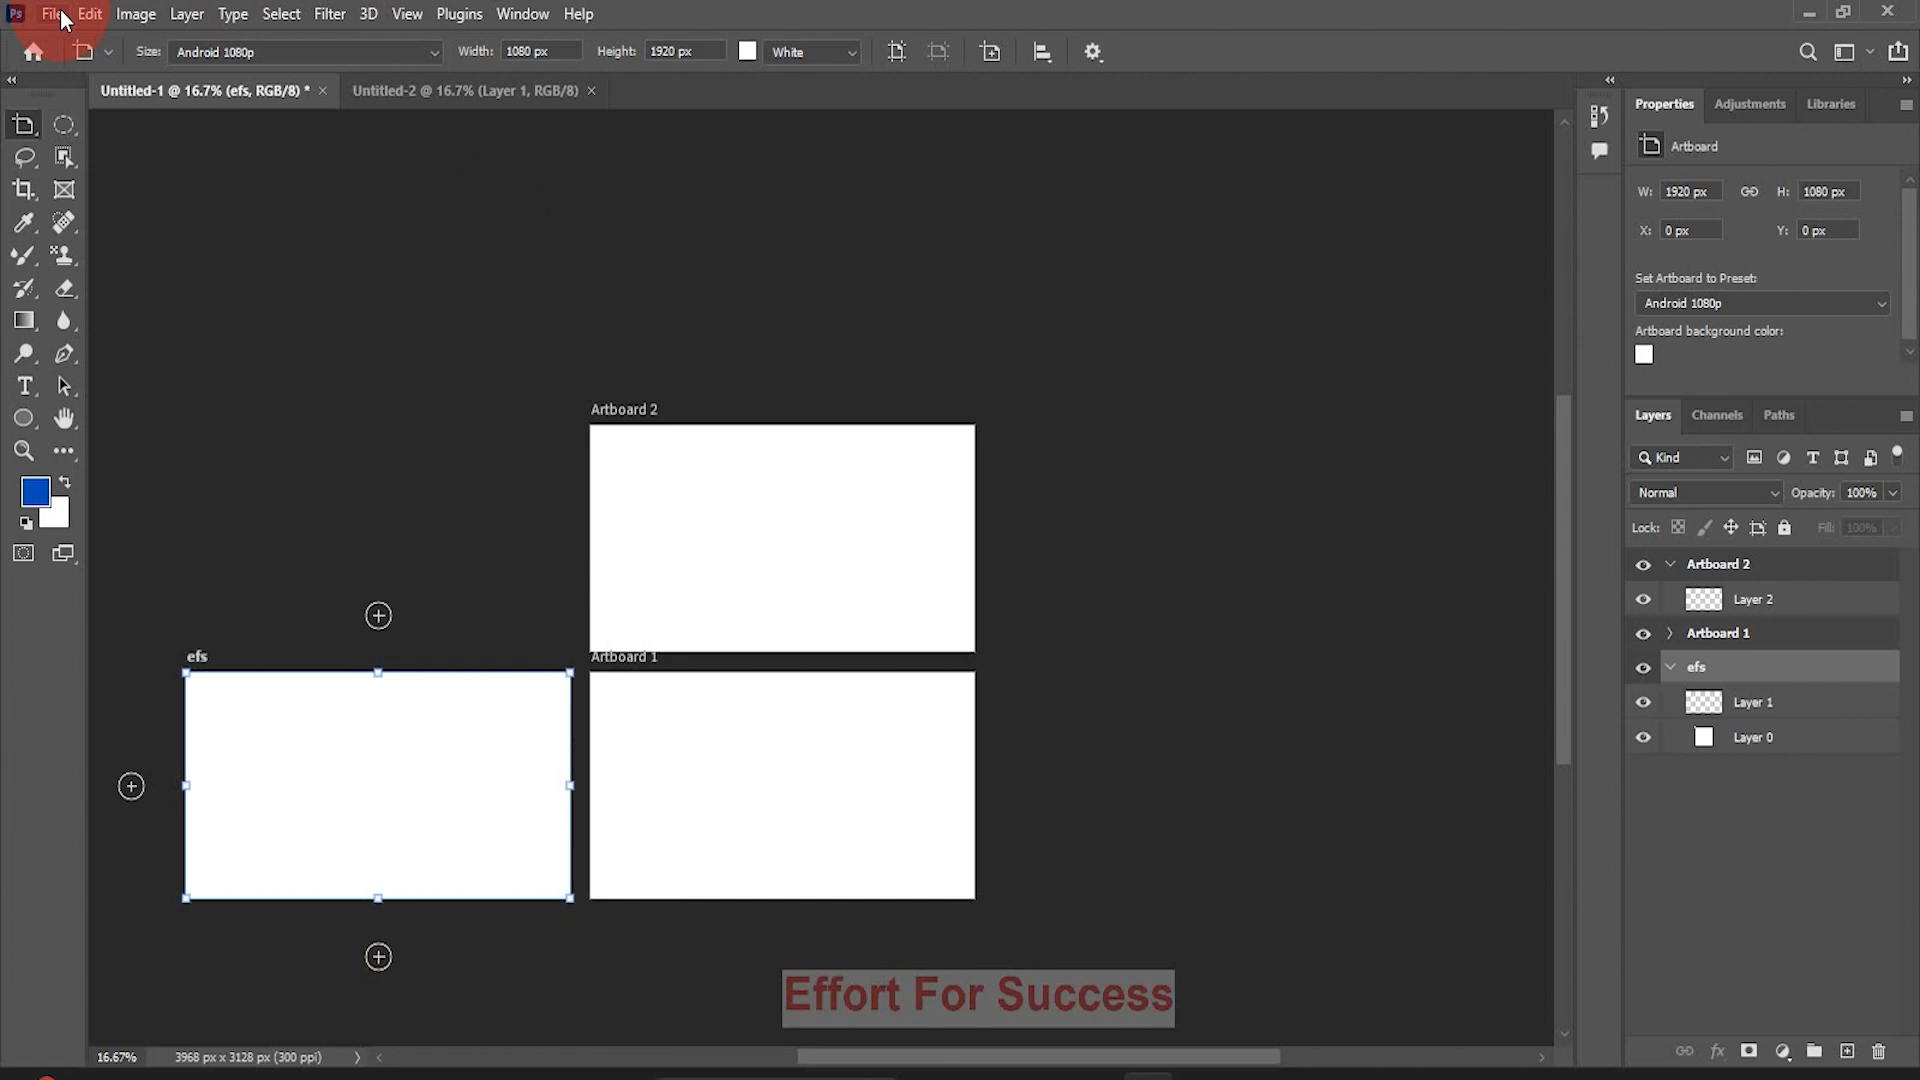 Ps File Edit Image Layer Type Select Filter 3D View Plugins Window Help
Size: Android 1080p Width: 1080 px Height: 1920 px White
Untitled-1 @ 16.7% (efs, RGB/8) * × Untitled-2 @ 16.7% (Layer 1, RGB/8) ×
Properties Adjustments Libraries
Artboard
W: 1920 px H: 1080 px
X: 0 px Y: 0 px
Set Artboard to Preset:
Android 1080p
Artboard background color:
Artboard 2
Artboard 1
efs
Layers Channels Paths
Kind
Normal Opacity: 100%
Lock: Fill: 100%
Artboard 2
Layer 2
Artboard 1
efs
Layer 1
Layer 0
Effort For Success
16.67% 3968 px x 3128 px (300 ppi)